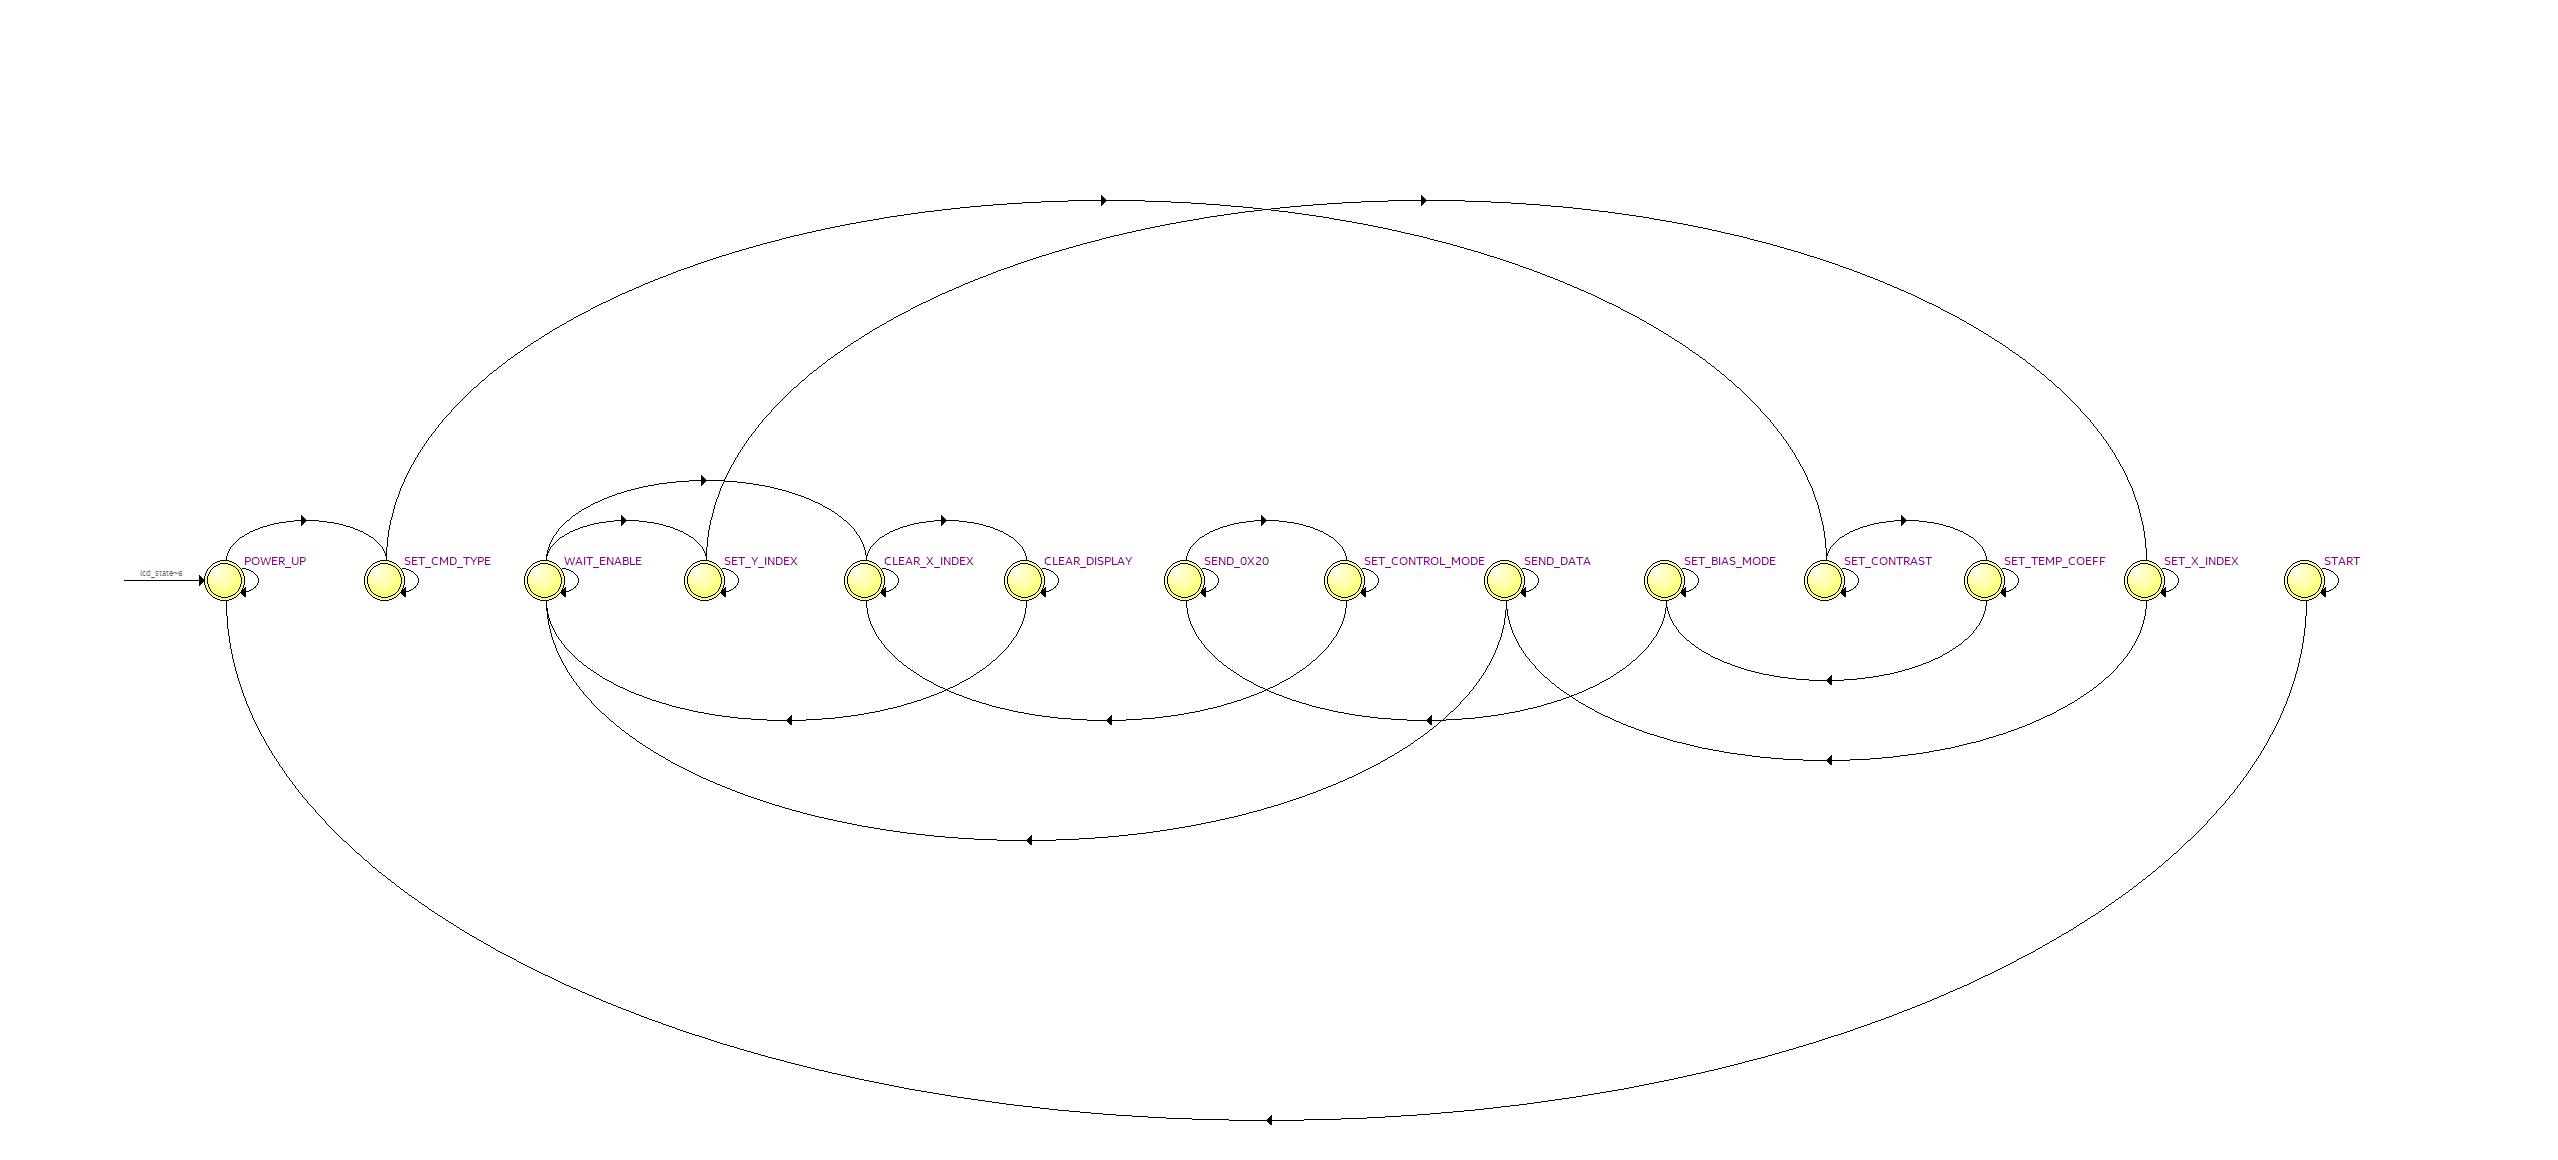 lcd_state~6
POWER_UP
SET_CMD_TYPE
WAIT_ENABLE
SET_Y_INDEX
CLEAR_X_INDEX
CLEAR_DISPLAY
SEND_0X20
SET_CONTROL_MODE
SEND_DATA
SET_BIAS_MODE
SET_CONTRAST
SET_TEMP_COEFF
SET_X_INDEX
START